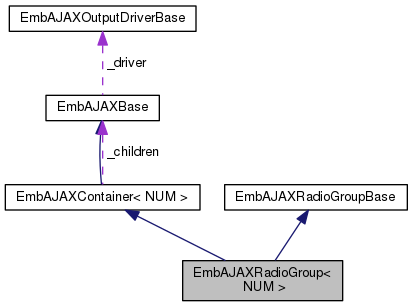 EmbAJAXOutputDriverBase
_driver
EmbAJAXBase
_children
EmbAJAXContainer< NUM >
EmbAJAXRadioGroupBase
EmbAJAXRadioGroup<
NUM >